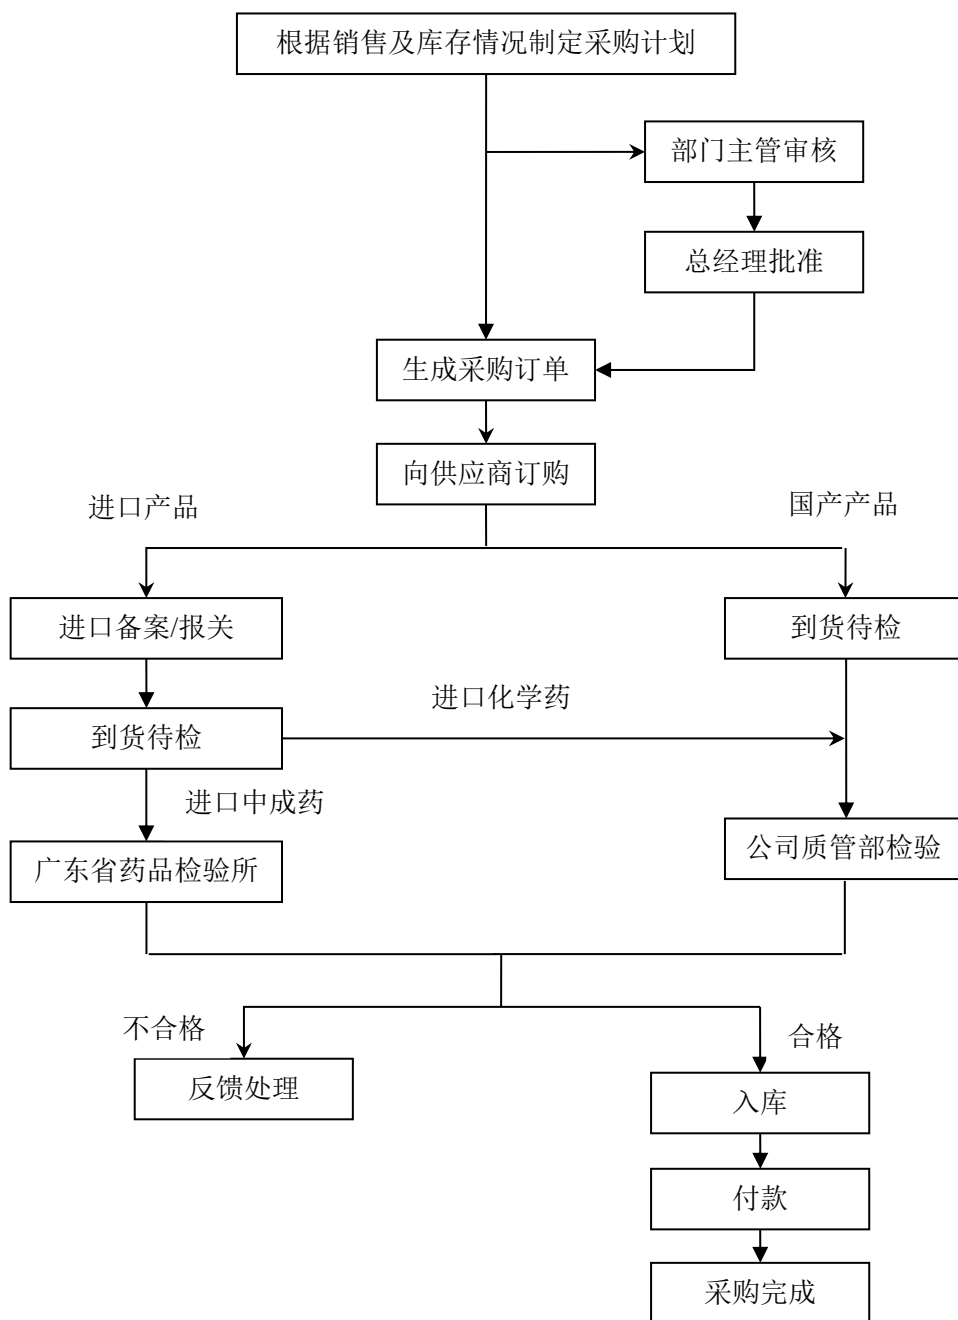 根据销售及库存情况制定采购计划
部门主管审核
总经理批准
生成采购订单
向供应商订购
进口产品
国产产品
进口备案/报关
到货待检
进口化学药
到货待检
进口中成药
公司质管部检验
广东省药品检验所
不合格
合格
反馈处理
入库
付款
采购完成